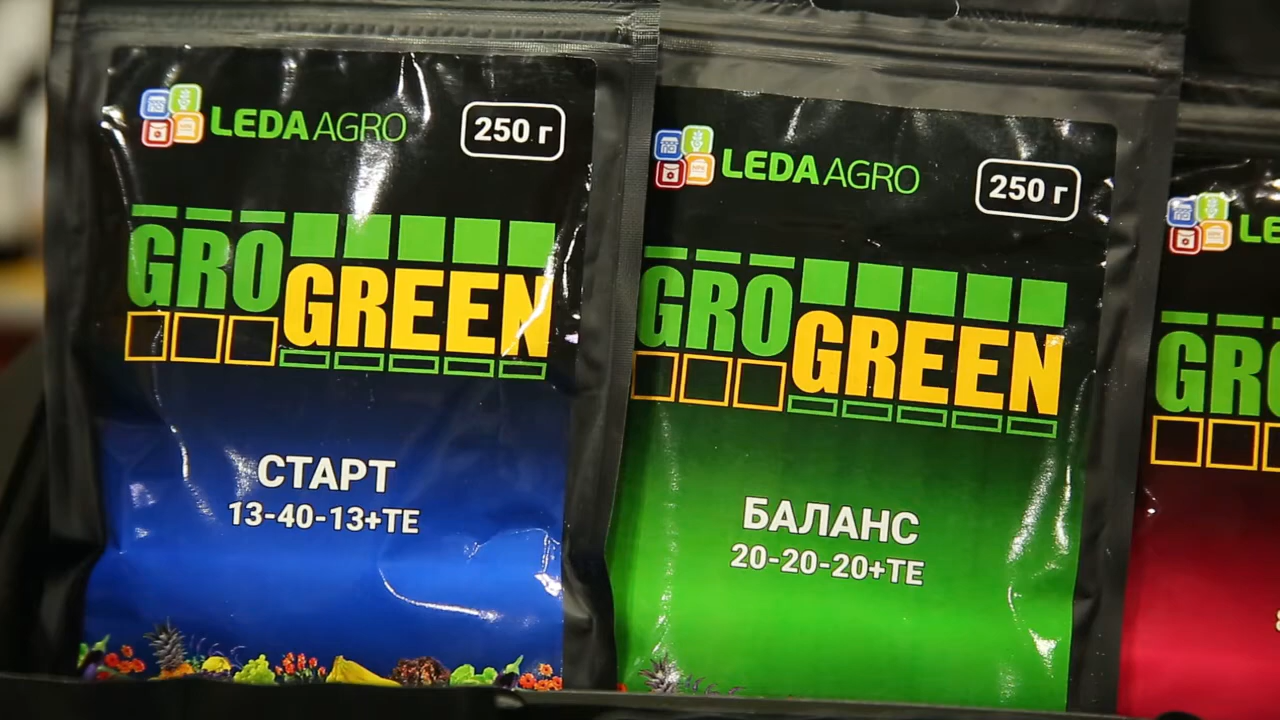 LEDA AGRO
250 г
GRO
GREEN
СТАРТ
13-40-13+TE
LEDA AGRO
250 г
GRO
GREEN
БАЛАНС
20-20-20+TE